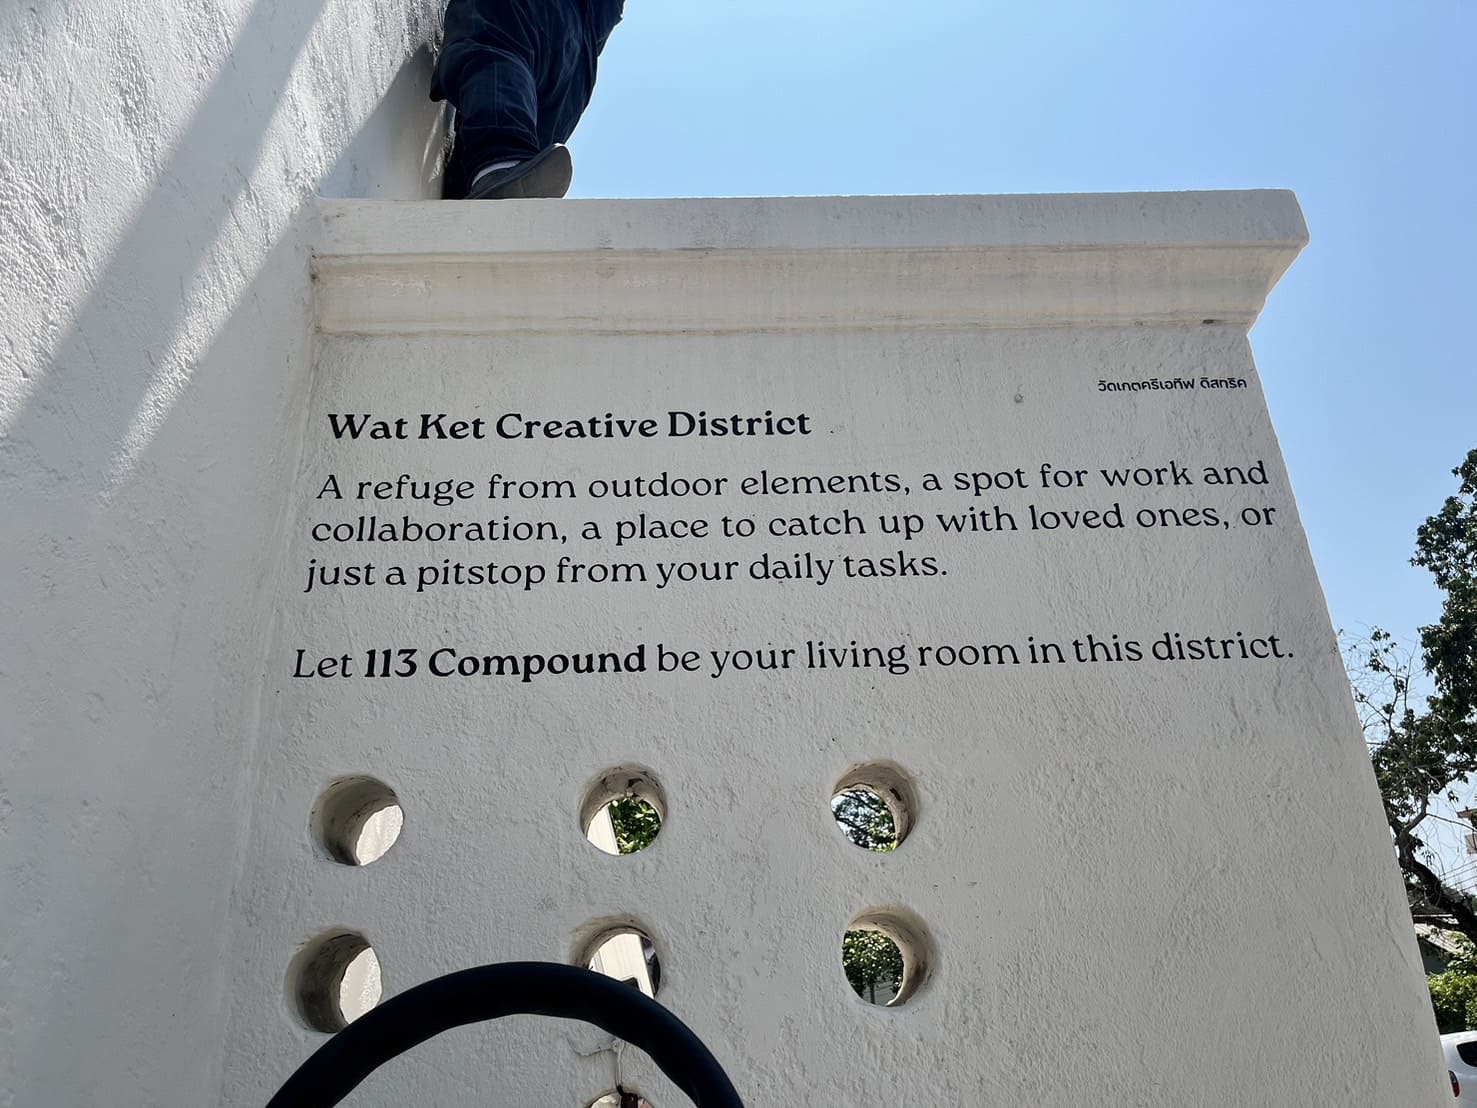 วัดเกตครีเอทีฟ ดิสทริค
Wat Ket Creative District
A refuge from outdoor elements, a spot for work and
collaboration, a place to catch up with loved ones, or
just a pitstop from your daily tasks.
Let 113 Compound be your living room in this district.